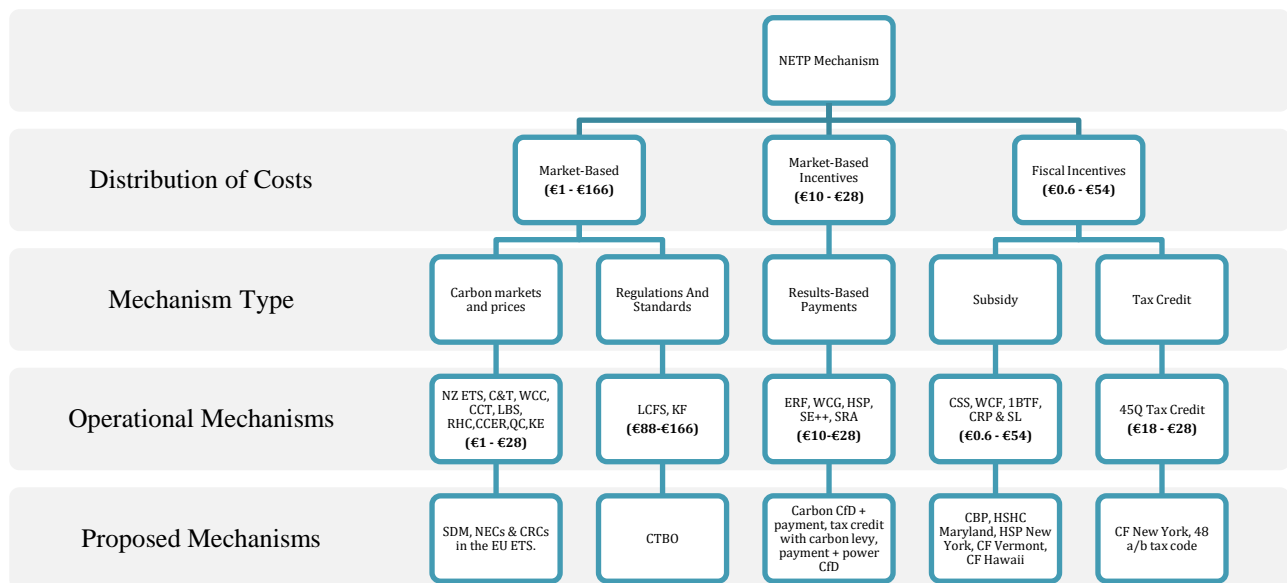 NETP Mechanism
Distribution of Costs
Market-Based
(€1 - €166)
Market-Based
Incentives
(€10 - €28)
Fiscal Incentives
(€0.6 - €54)
Mechanism Type
Carbon markets
and prices
Regulations And
Standards
Results-Based
Payments
Subsidy
Tax Credit
Operational Mechanisms
NZ ETS, C&T, WCC,
CCT, LBS,
RHC,CCER,QC,KE
(€1 - €28)
LCFS, KF
(€88-€166)
ERF, WCG, HSP,
SE++, SRA
(€10-€28)
CSS, WCF, 1BTF,
CRP & SL
(€0.6 - €54)
45Q Tax Credit
(€18 - €28)
Proposed Mechanisms
SDM, NECs & CRCs
in the EU ETS.
CTBO
Carbon CfD +
payment, tax credit
with carbon levy,
payment + power
CfD
CBP, HSHC
Maryland, HSP New
York, CF Vermont,
CF Hawaii
CF New York, 48
a/b tax code